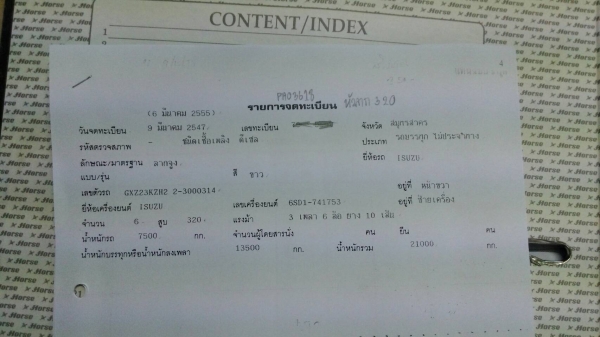 CONTENT/INDEX
1
4
PM03618
(6 มีนาคม 2555) รายการจดทะเบียน หัวลาก 320
วันจดทะเบียน 9 มีนาคม 2547 เลขทะเบียน จังหวัด สมุทรสาคร
รหัสตรวจสภาพ - ชนิดเชื้อเพลิง ดีเซล ประเภท รถบรรทุก ไม่ประจำทาง
ลักษณะ/มาตรฐาน ลากจูง ยี่ห้อรถ ISUZU
แบบ/รุ่น สี ขาว
เลขตัวรถ GXZ23KZH2 2-3000314 อยู่ที่ หน้าขวา
ยี่ห้อเครื่องยนต์ ISUZU เลขเครื่องยนต์ 6SD1-741753 อยู่ที่ ซ้ายเครื่อง
จำนวน 6 สูบ 320 แรงม้า 3 เพลา 6 ล้อ ยาง 10 เส้น
น้ำหนักรถ 7500 กก. จำนวนผู้โดยสารนั่ง คน ยืน คน
น้ำหนักบรรทุกหรือน้ำหนักลงเพลา 13500 กก. น้ำหนักรวม 21000 กก.
Horse